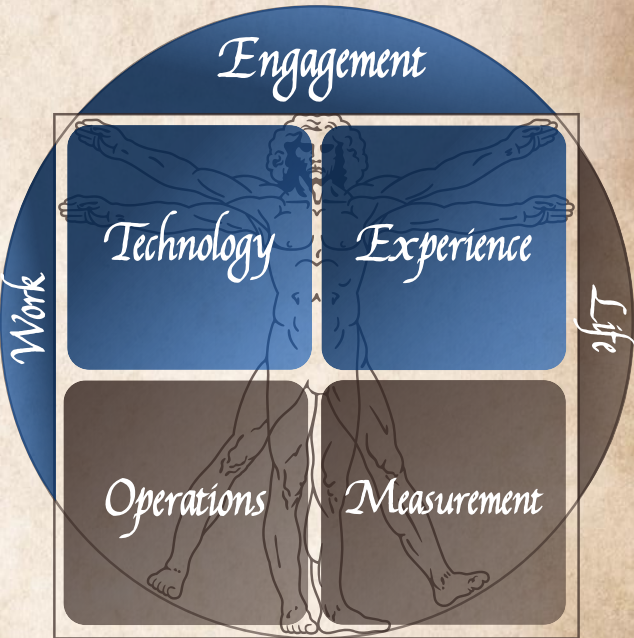 Engagement
Technology
Experience
Work
Life
Operations
Measurement